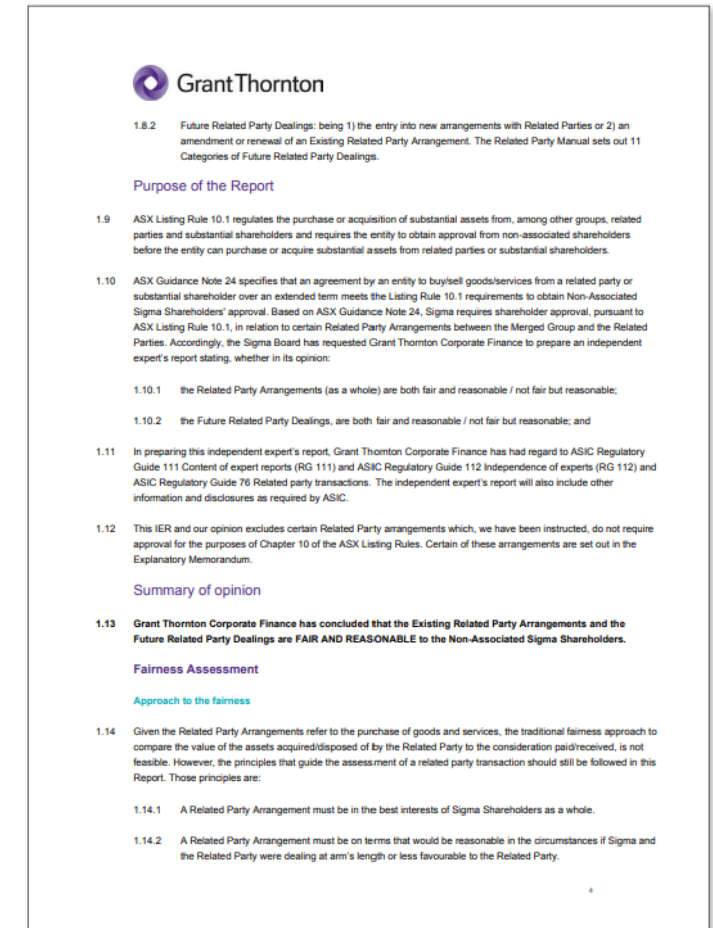 Grant Thornton
1.8.2 Future Related Party Dealings: being 1) the entry into new arrangements with Related Parties or 2) an
amendment or renewal of an Existing Related Party Arrangement. The Related Party Manual sets out 11
Categories of Future Related Party Dealings.
Purpose of the Report
1.9 ASX Listing Rule 10.1 regulates the purchase or acquisition of substantial assets from, among other groups, related
parties and substantial shareholders and requires the entity to obtain approval from non-associated shareholders
before the entity can purchase or acquire substantial assets from related parties or substantial shareholders.
1.10 ASX Guidance Note 24 specifies that an agreement by an entity to buy/sell goods/services from a related party or
substantial shareholder over an extended term meets the Listing Rule 10.1 requirements to obtain Non-Associated
Sigma Shareholders' approval. Based on ASX Guidance Note 24, Sigma requires shareholder approval, pursuant to
ASX Listing Rule 10.1, in relation to certain Related Party Arrangements between the Merged Group and the Related
Parties. Accordingly, the Sigma Board has requested Grant Thornton Corporate Finance to prepare an independent
expert's report stating, whether in its opinion:
1.10.1 the Related Party Arrangements (as a whole) are both fair and reasonable / not fair but reasonable;
1.10.2 the Future Related Party Dealings, are both fair and reasonable / not fair but reasonable; and
1.11 In preparing this independent expert's report, Grant Thornton Corporate Finance has had regard to ASIC Regulatory
Guide 111 Content of expert reports (RG 111) and ASIC Regulatory Guide 112 Independence of experts (RG 112) and
ASIC Regulatory Guide 76 Related party transactions. The independent expert's report will also include other
information and disclosures as required by ASIC.
1.12 This IER and our opinion excludes certain Related Party arrangements which, we have been instructed, do not require
approval for the purposes of Chapter 10 of the ASX Listing Rules. Certain of these arrangements are set out in the
Explanatory Memorandum.
Summary of opinion
1.13 Grant Thornton Corporate Finance has concluded that the Existing Related Party Arrangements and the
Future Related Party Dealings are FAIR AND REASONABLE to the Non-Associated Sigma Shareholders.
Fairness Assessment
Approach to the fairness
1.14 Given the Related Party Arrangements refer to the purchase of goods and services, the traditional fairness approach to
compare the value of the assets acquired/disposed of by the Related Party to the consideration paid/received, is not
feasible. However, the principles that guide the assessment of a related party transaction should still be followed in this
Report. Those principles are:
1.14.1 A Related Party Arrangement must be in the best interests of Sigma Shareholders as a whole.
1.14.2 A Related Party Arrangement must be on terms that would be reasonable in the circumstances if Sigma and
the Related Party were dealing at arm's length or less favourable to the Related Party.
4